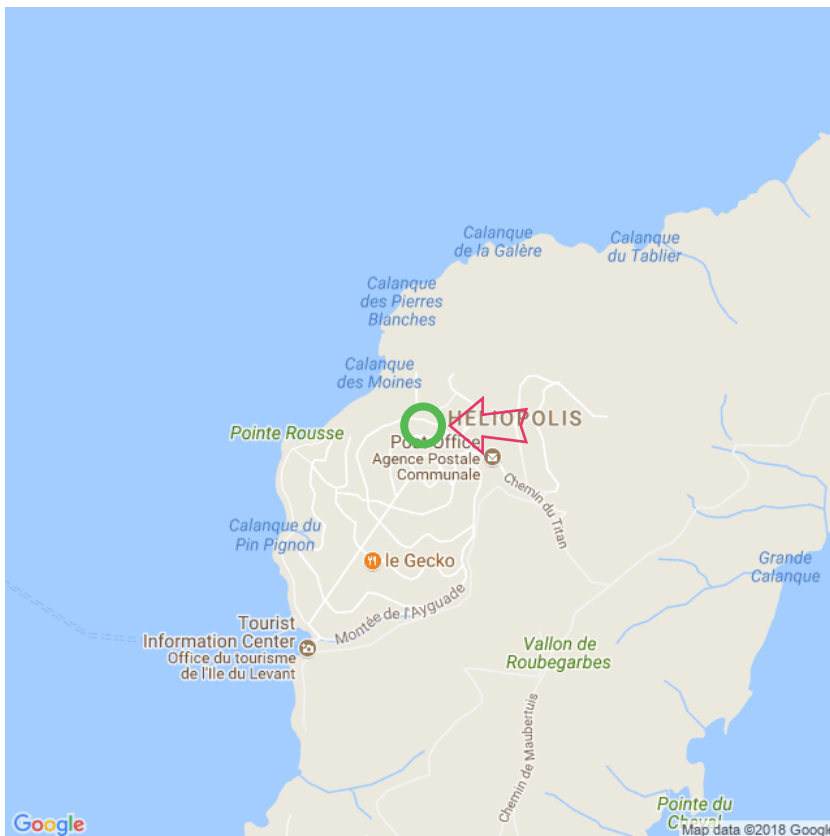 Calanque
de la Galère
Calanque
du Tablier
Calanque
des Pierres
Blanches
Calanque
des Moines
HELIOPOLIS
Pointe Rousse
Post Office
Agence Postale
Communale
Chemin du Titan
Calanque du
Pin Pignon
le Gecko
Grande
Calanque
Tourist
Information Center
Office du tourisme
de l'Ile du Levant
Montée de l'Ayguade
Vallon de
Roubegarbes
Chemin de Maubertuis
Pointe du
Cheval
Google
Map data ©2018 Google